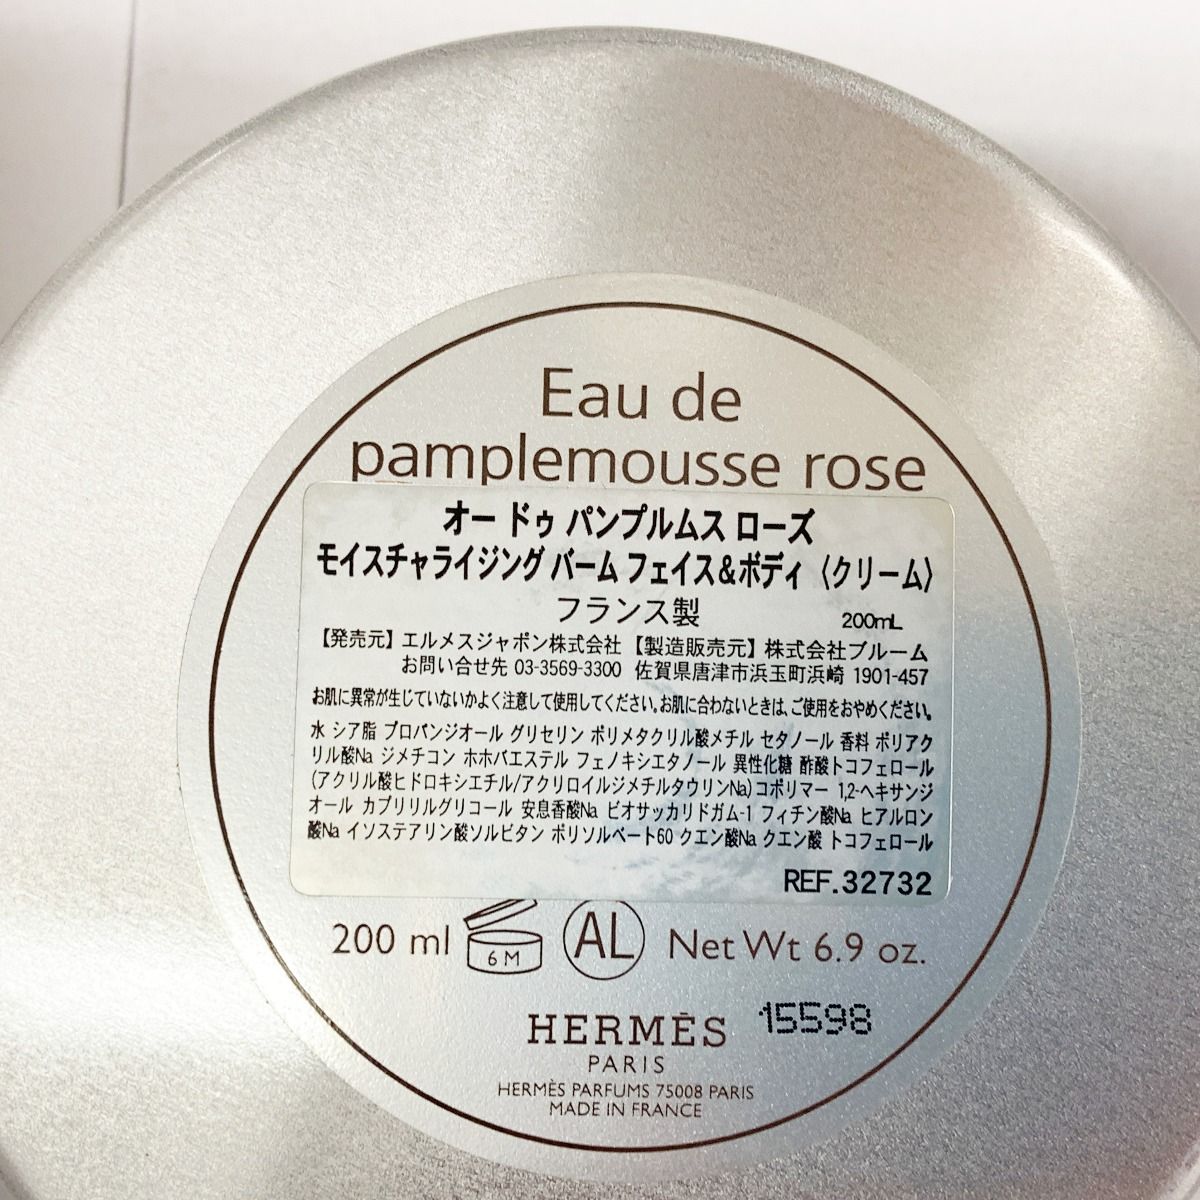 Eau de
pamplemousse rose
オー ドゥ パンプルムス ローズ
モイスチャライジング バーム フェイス&ボディ 〈クリーム〉
フランス製 200mL
【発売元】エルメスジャポン株式会社 【製造販売元】株式会社ブルーム
お問い合せ先 03-3569-3300 佐賀県唐津市浜玉町浜崎 1901-457
お肌に異常が生じていないかよく注意して使用してください。お肌に合わないときは、ご使用をおやめください。
水 シア脂 プロパンジオール グリセリン ポリメタクリル酸メチル セタノール 香料 ポリアク
リル酸Na ジメチコン ホホバエステル フェノキシエタノール 異性化糖 酢酸トコフェロール
(アクリル酸ヒドロキシエチル/アクリロイルジメチルタウリンNa)コポリマー 1,2-ヘキサンジ
オール カプリリルグリコール 安息香酸Na ビオサッカリドガム-1 フィチン酸Na ヒアルロン
酸Na イソステアリン酸ソルビタン ポリソルベート60 クエン酸Na クエン酸 トコフェロール
REF.32732
200 ml 6 M AL Net Wt 6.9 oz.
HERMÈS 15598
PARIS
HERMÈS PARFUMS 75008 PARIS
MADE IN FRANCE